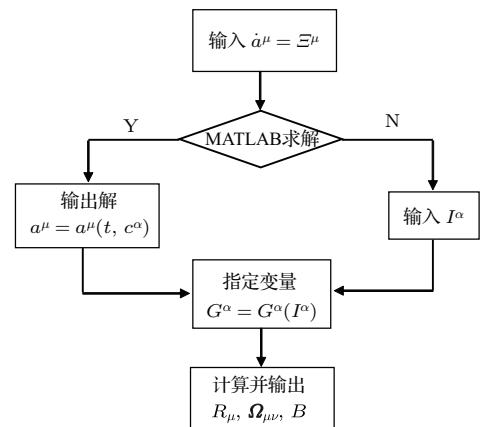 输入 ȧ^μ = Ξ^μ
MATLAB求解
Y
N
输出解
a^μ = a^μ(t, c^α)
输入 I^α
指定变量
G^α = G^α(I^α)
计算并输出
R_μ, Ω_μν, B